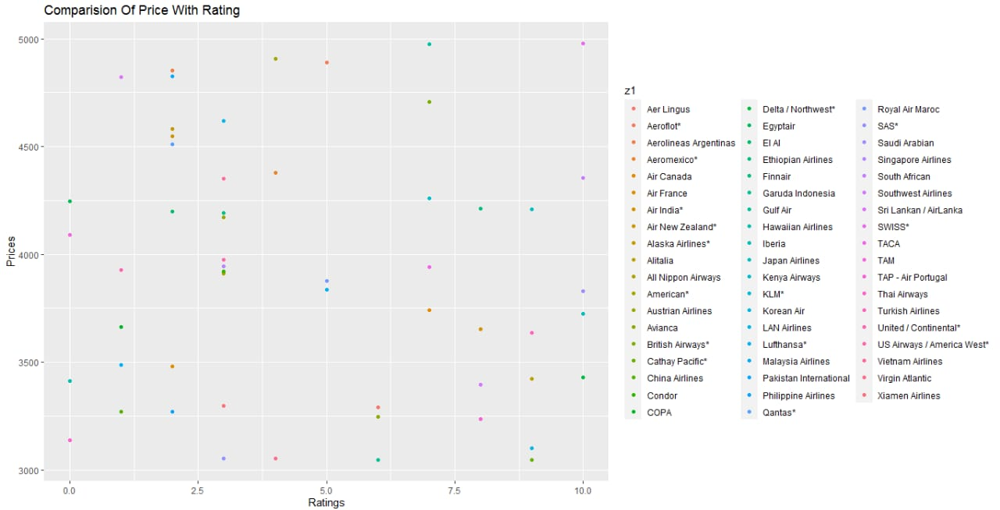 Comparision Of Price With Rating
5000
4500
4000
3500
3000
Prices
0.0
2.5
5.0
7.5
10.0
Ratings
z1
Aer Lingus
Aeroflot*
Aerolineas Argentinas
Aeromexico*
Air Canada
Air France
Air India*
Air New Zealand*
Alaska Airlines*
Alitalia
All Nippon Airways
American*
Austrian Airlines
Avianca
British Airways*
Cathay Pacific*
China Airlines
Condor
COPA
Delta / Northwest*
Egyptair
El Al
Ethiopian Airlines
Finnair
Garuda Indonesia
Gulf Air
Hawaiian Airlines
Iberia
Japan Airlines
Kenya Airways
KLM*
Korean Air
LAN Airlines
Lufthansa*
Malaysia Airlines
Pakistan International
Philippine Airlines
Qantas*
Royal Air Maroc
SAS*
Saudi Arabian
Singapore Airlines
South African
Southwest Airlines
Sri Lankan / AirLanka
SWISS*
TACA
TAM
TAP - Air Portugal
Thai Airways
Turkish Airlines
United / Continental*
US Airways / America West*
Vietnam Airlines
Virgin Atlantic
Xiamen Airlines